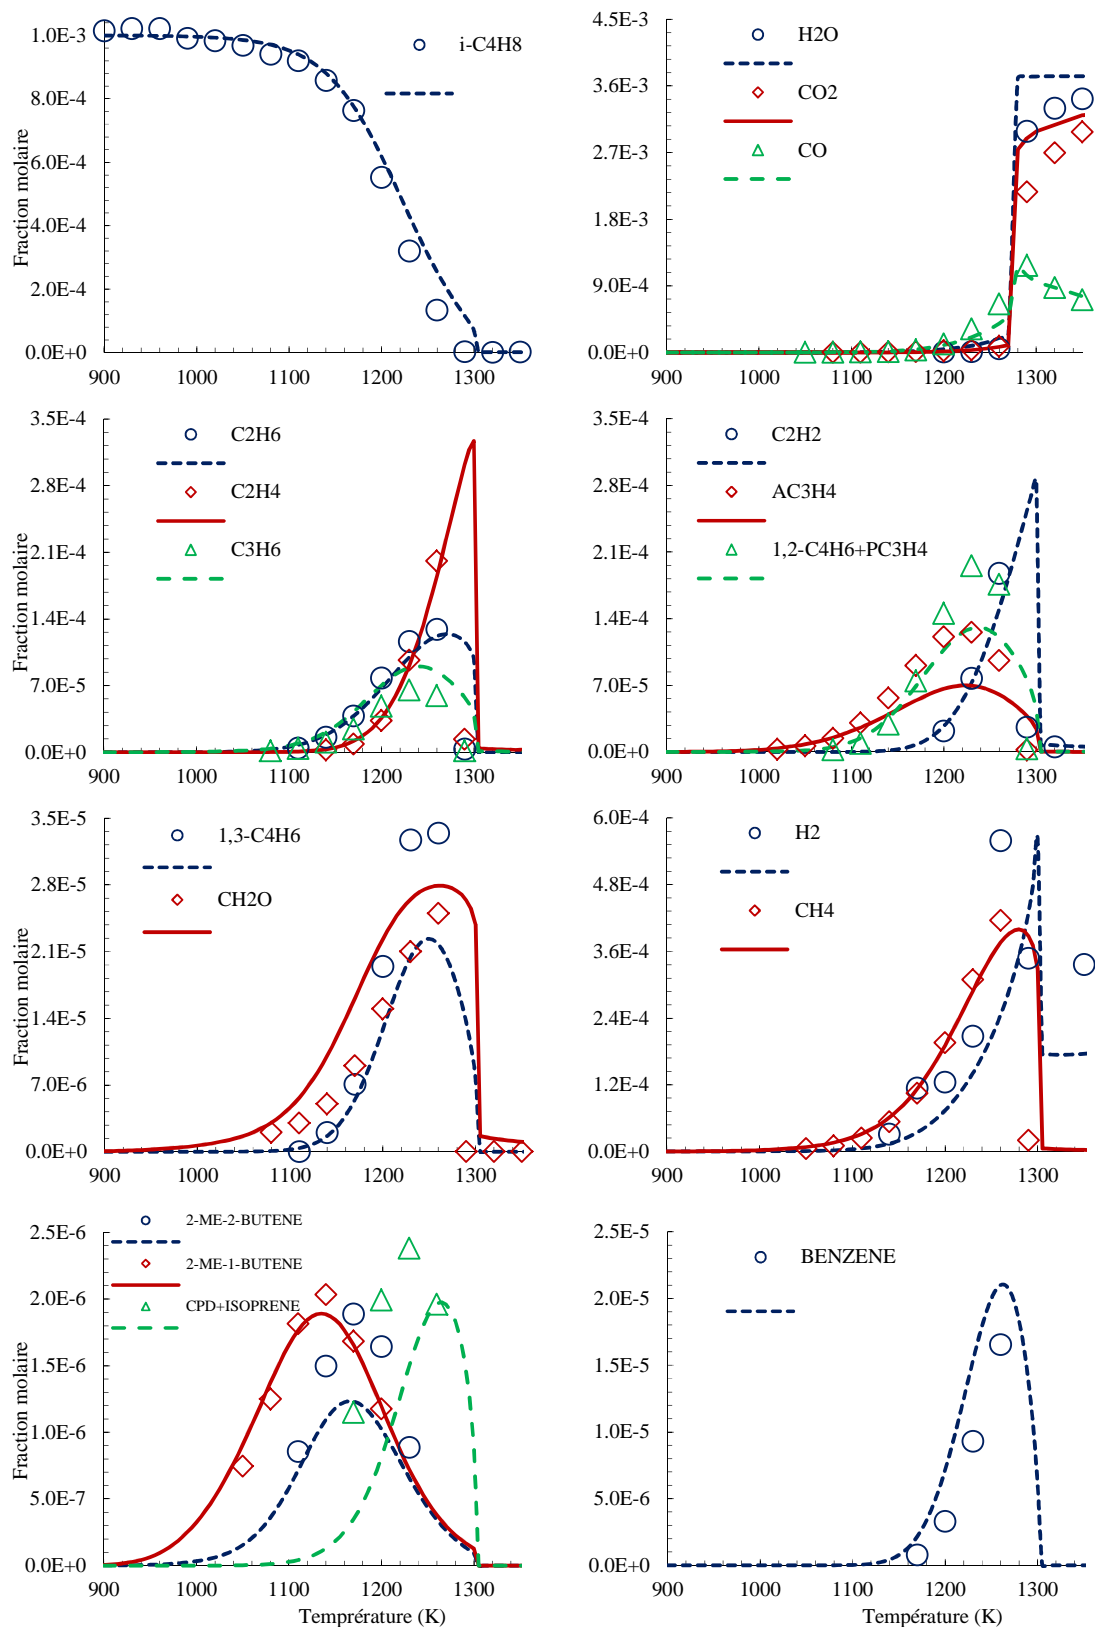 1.0E-3
8.0E-4
6.0E-4
4.0E-4
2.0E-4
0.0E+0
900 1000 1100 1200 1300
Fraction molaire
i-C4H8
4.5E-3
3.6E-3
2.7E-3
1.8E-3
9.0E-4
0.0E+0
900 1000 1100 1200 1300
H2O
CO2
CO
3.5E-4
2.8E-4
2.1E-4
1.4E-4
7.0E-5
0.0E+0
900 1000 1100 1200 1300
Fraction molaire
C2H6
C2H4
C3H6
3.5E-4
2.8E-4
2.1E-4
1.4E-4
7.0E-5
0.0E+0
900 1000 1100 1200 1300
C2H2
AC3H4
1,2-C4H6+PC3H4
3.5E-5
2.8E-5
2.1E-5
1.4E-5
7.0E-6
0.0E+0
900 1000 1100 1200 1300
Fraction molaire
1,3-C4H6
CH2O
6.0E-4
4.8E-4
3.6E-4
2.4E-4
1.2E-4
0.0E+0
900 1000 1100 1200 1300
H2
CH4
2.5E-6
2.0E-6
1.5E-6
1.0E-6
5.0E-7
0.0E+0
900 1000 1100 1200 1300
Fraction molaire
Temprérature (K)
2-ME-2-BUTENE
2-ME-1-BUTENE
CPD+ISOPRENE
2.5E-5
2.0E-5
1.5E-5
1.0E-5
5.0E-6
0.0E+0
900 1000 1100 1200 1300
Température (K)
BENZENE